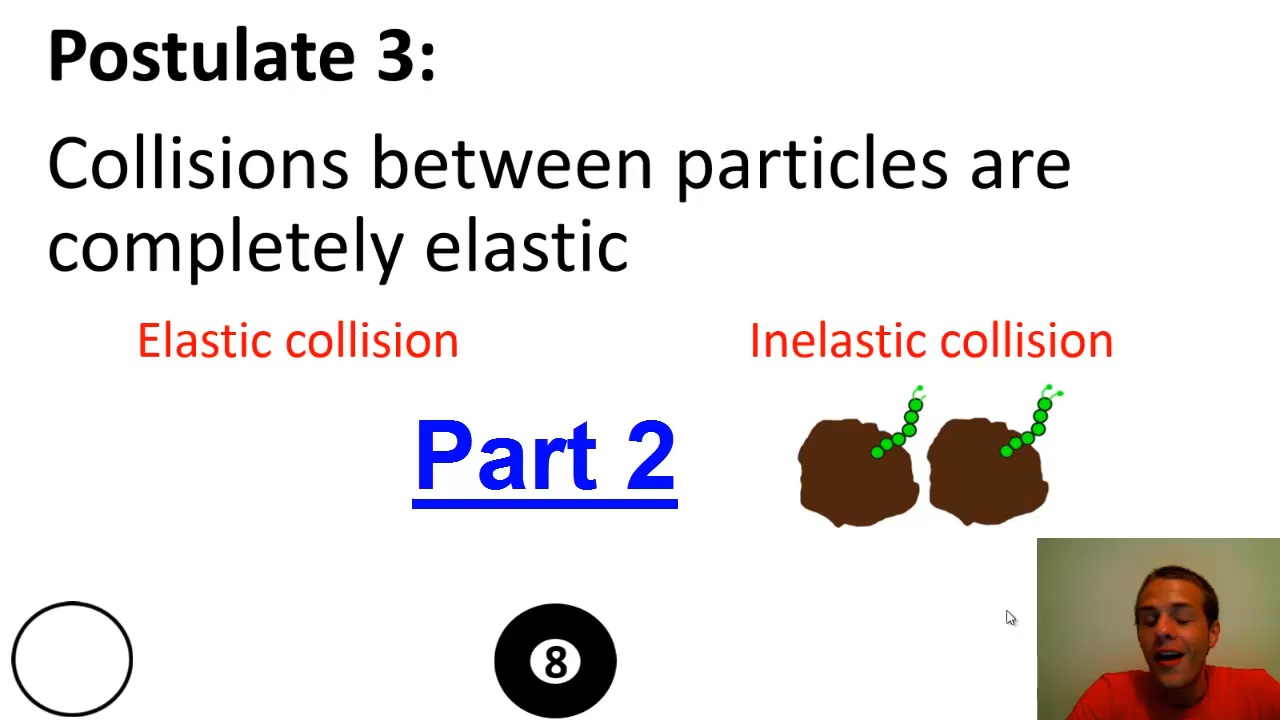 Postulate 3:
Collisions between particles are
completely elastic
Elastic collision
Inelastic collision
Part 2
8